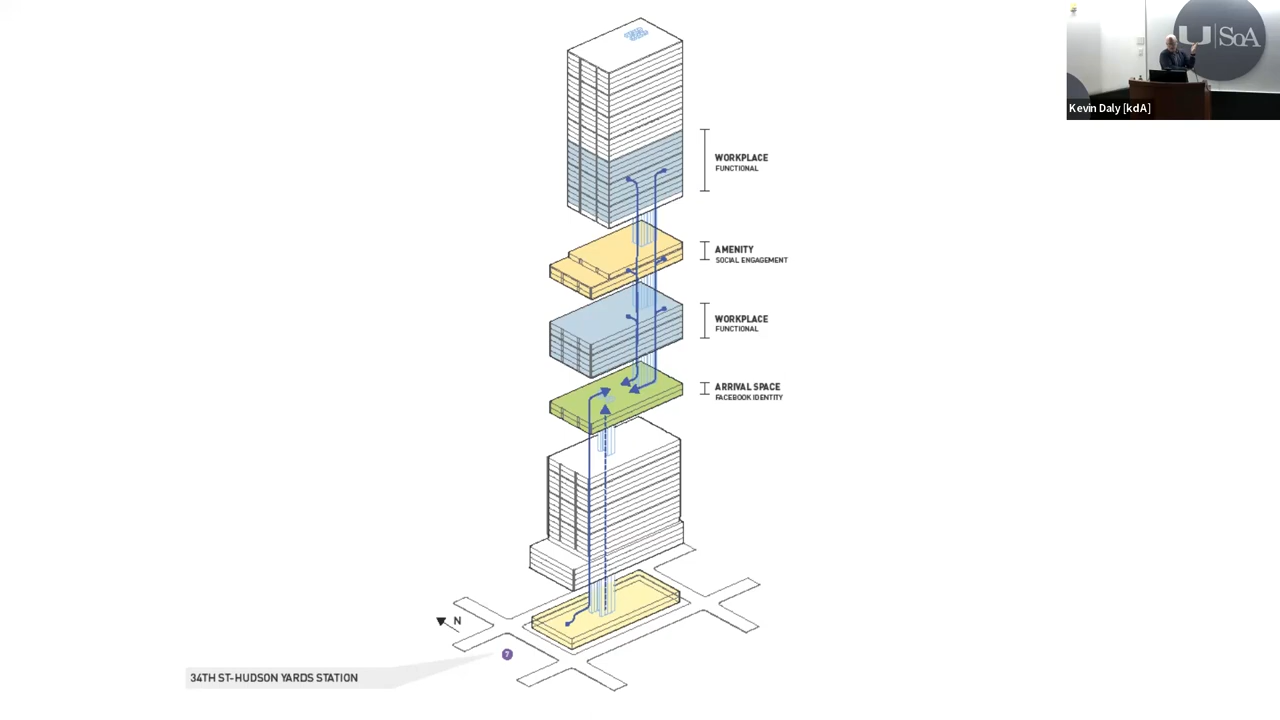 U|SoA
Kevin Daly [kdA]
WORKPLACE
FUNCTIONAL
AMENITY
SOCIAL ENGAGEMENT
WORKPLACE
FUNCTIONAL
ARRIVAL SPACE
FACEBOOK IDENTITY
N
7
34TH ST-HUDSON YARDS STATION